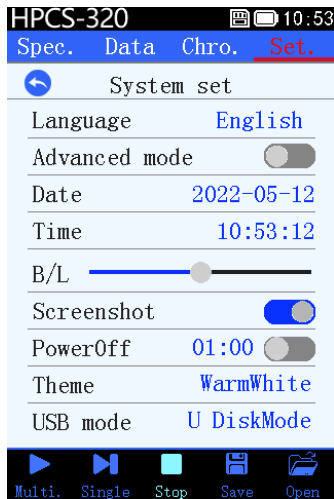 HPCS-320 10:53
Spec. Data Chro. Set.
System set
Language English
Advanced mode
Date 2022-05-12
Time 10:53:12
B/L
Screenshot
PowerOff 01:00
Theme WarmWhite
USB mode U DiskMode
Multi. Single Stop Save Open